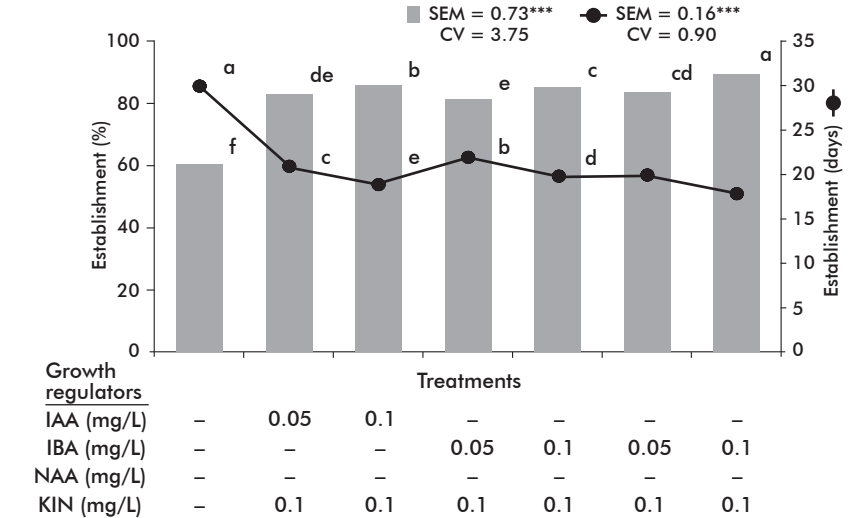 SEM = 0.73*** SEM = 0.16***
CV = 3.75 CV = 0.90
Establishment (%)
100
80
60
40
20
0
f
de
b
e
c
cd
a
a
c
e
b
d
35
30
25
20
15
10
5
0
Establishment (days)
Treatments
Growth
regulators
IAA (mg/L) – 0.05 0.1 – – – –
IBA (mg/L) – – – 0.05 0.1 0.05 0.1
NAA (mg/L) – – – – – – –
KIN (mg/L) – 0.1 0.1 0.1 0.1 0.1 0.1